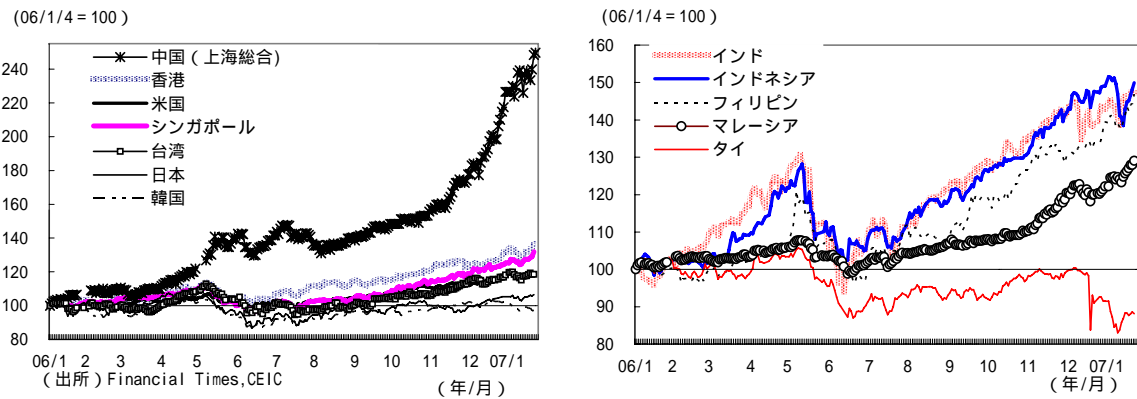 (06/1/4 = 100 )
中国 ( 上海総合)
香港
米国
シンガポール
台湾
日本
韓国
240
220
200
180
160
140
120
100
80
06/1 2 3 4 5 6 7 8 9 10 11 12 07/1
(出所) Financial Times,CEIC
(年/月)
(06/1/4 = 100 )
インド
インドネシア
フィリピン
マレーシア
タイ
160
150
140
130
120
110
100
90
80
06/1 2 3 4 5 6 7 8 9 10 11 12 07/1
(年/月)